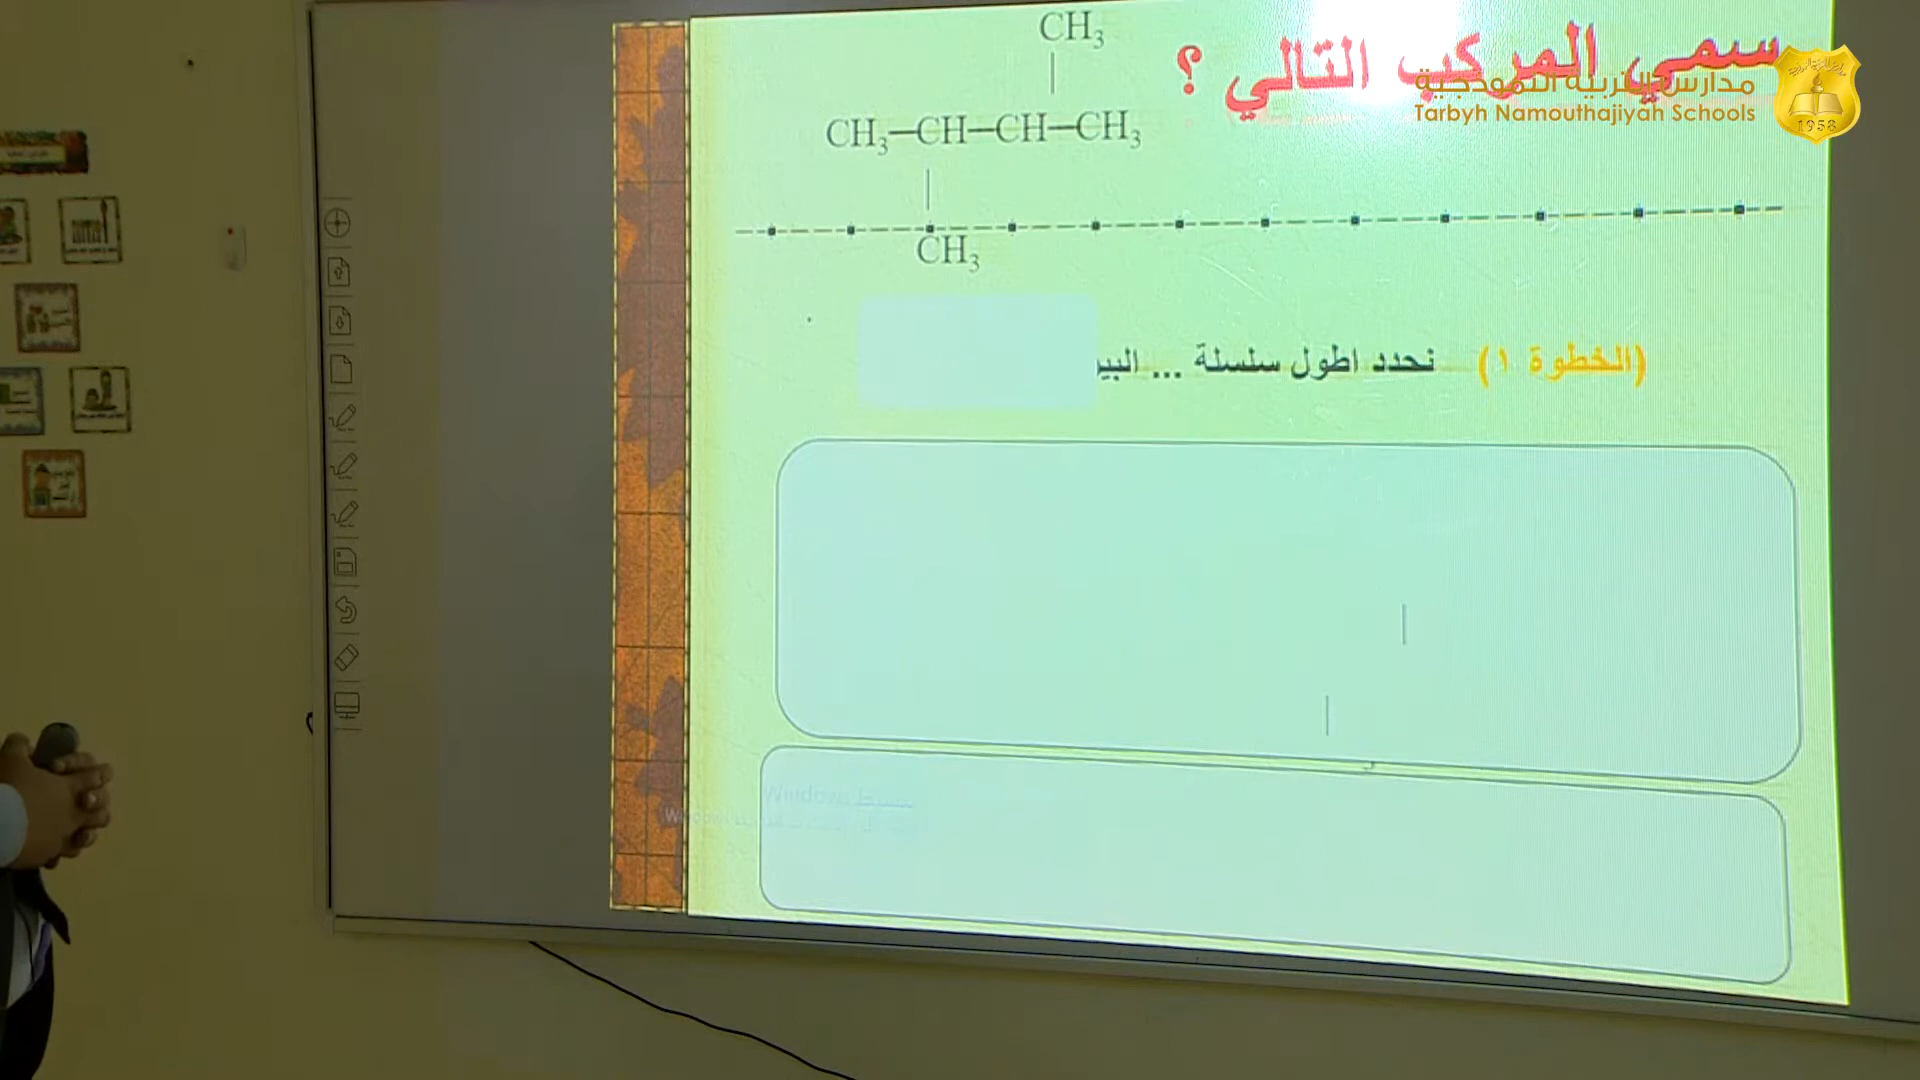 سمي المركب التالي ؟
مدارس التربية النموذجية
Tarbyh Namouthajiyah Schools
1958
CH₃
CH₃—CH—CH—CH₃
CH₃
(الخطوة ١) نحدد اطول سلسلة ... البيو